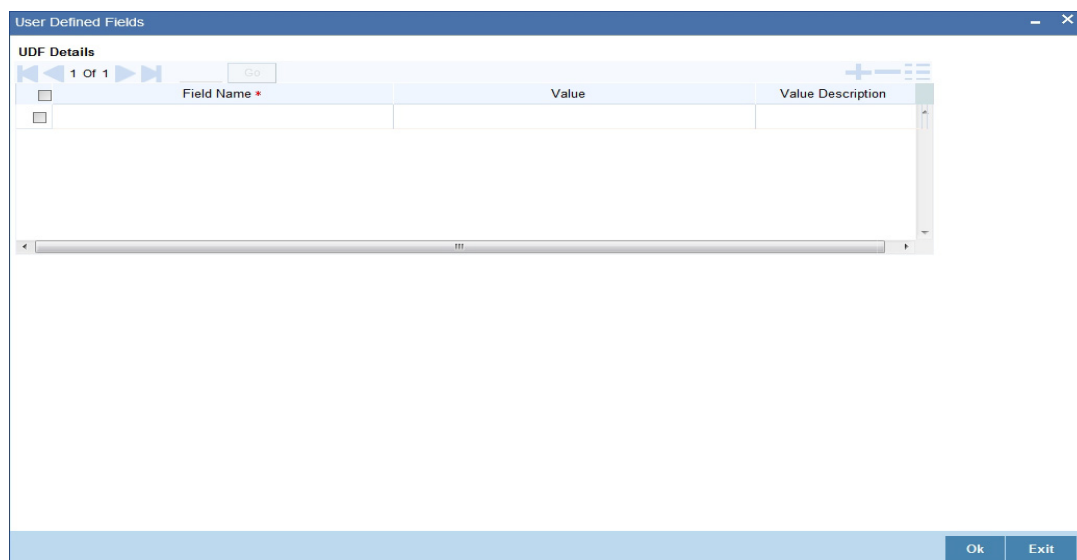 User Defined Fields
UDF Details
1 Of 1 Go
Field Name * Value Value Description
Ok Exit